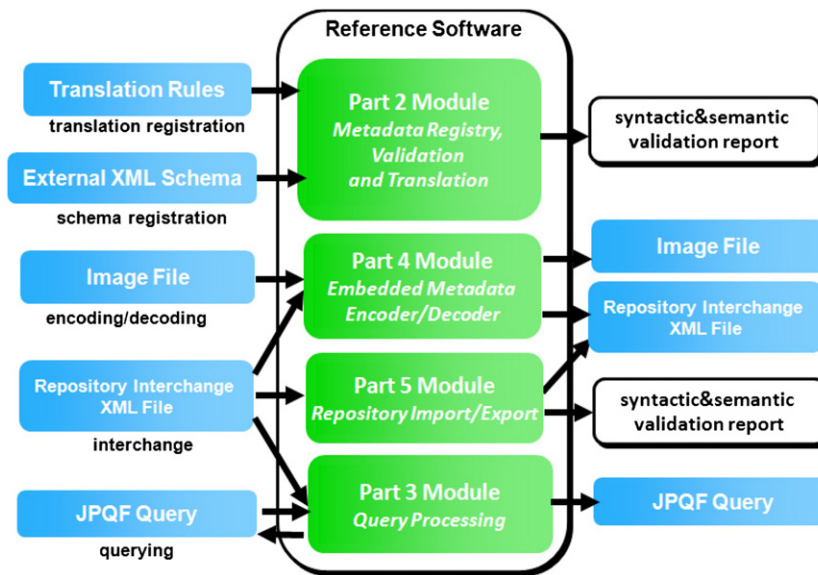 Reference Software
Translation Rules
translation registration
External XML Schema
schema registration
Image File
encoding/decoding
Repository Interchange
XML File
interchange
JPQF Query
querying
Part 2 Module
Metadata Registry,
Validation
and Translation
Part 4 Module
Embedded Metadata
Encoder/Decoder
Part 5 Module
Repository Import/Export
Part 3 Module
Query Processing
syntactic&semantic
validation report
Image File
Repository Interchange
XML File
syntactic&semantic
validation report
JPQF Query